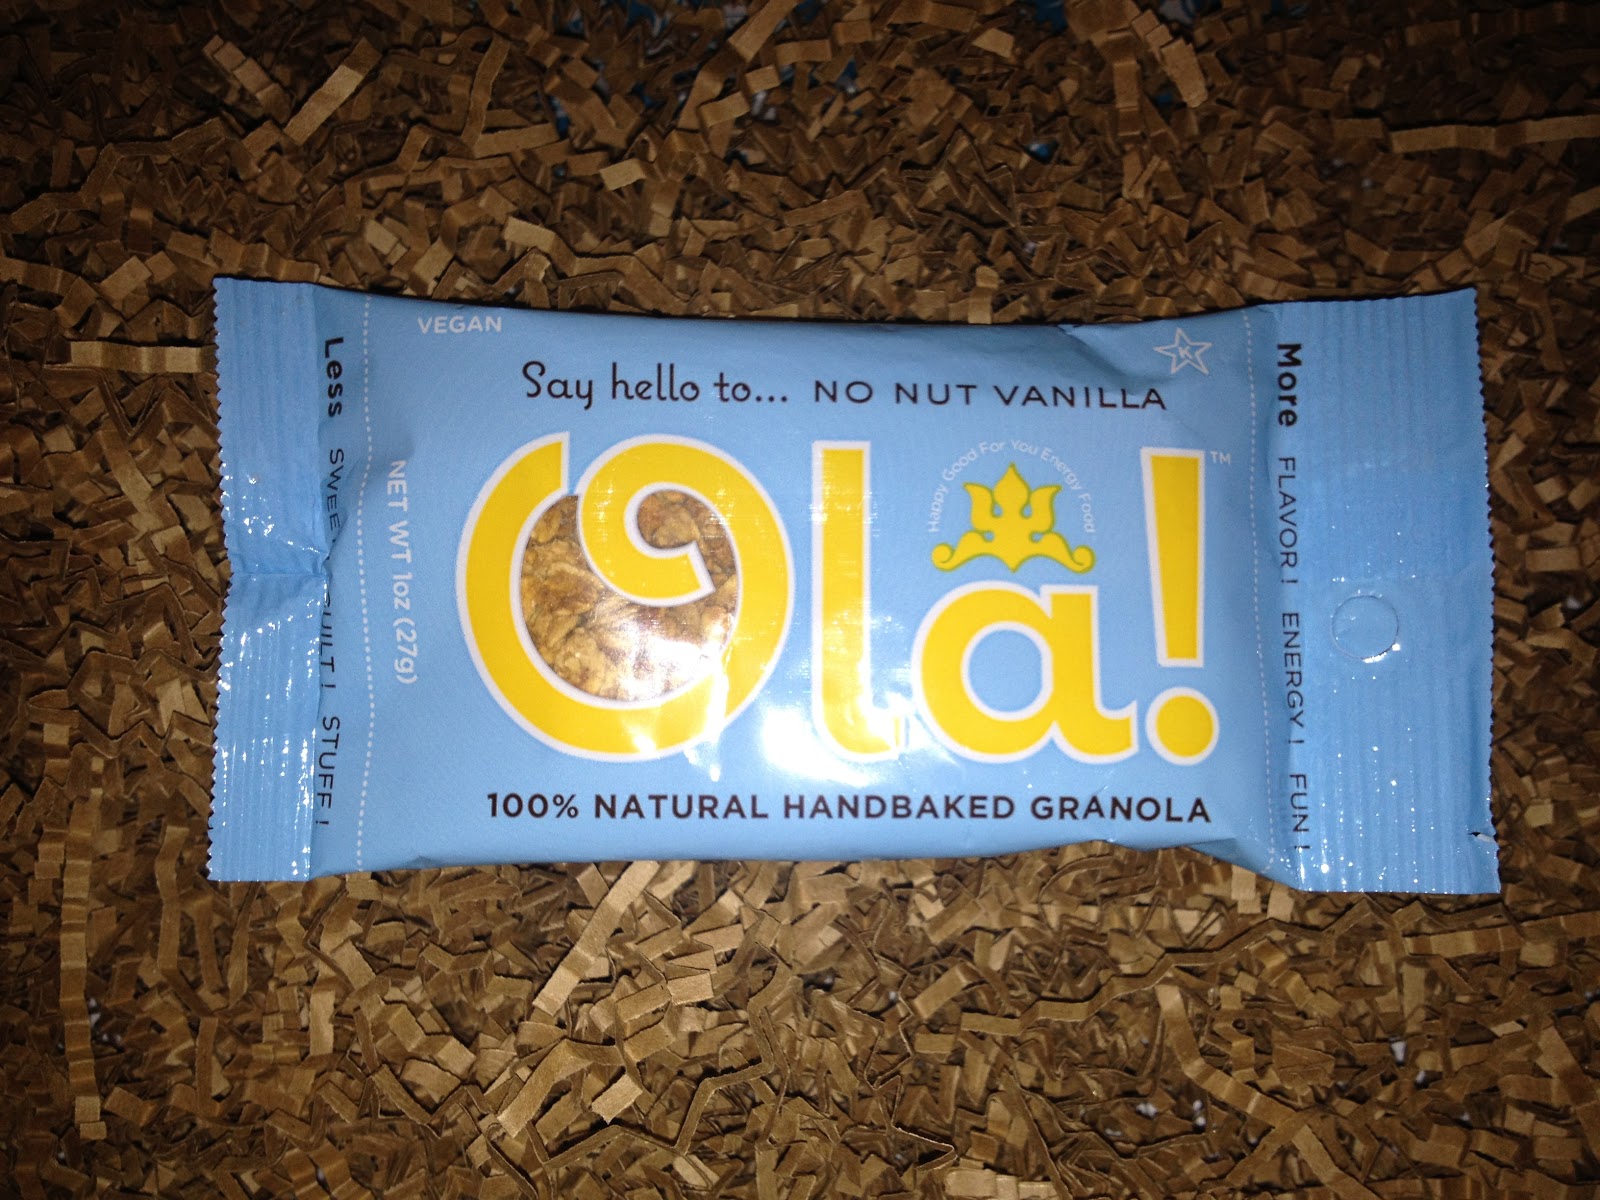 VEGAN
K
Say hello to... NO NUT VANILLA
Happy Good For You Energy Food
Ola!™
100% NATURAL HANDBAKED GRANOLA
NET WT 1oz (27g)
Less STUFF!
More FLAVOR! ENERGY! FUN!